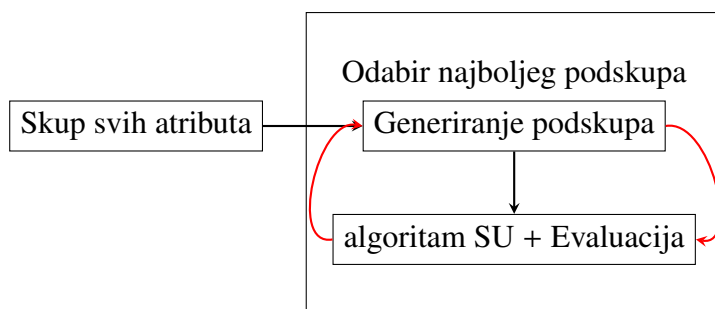 Odabir najboljeg podskupa
Skup svih atributa
Generiranje podskupa
algoritam SU + Evaluacija